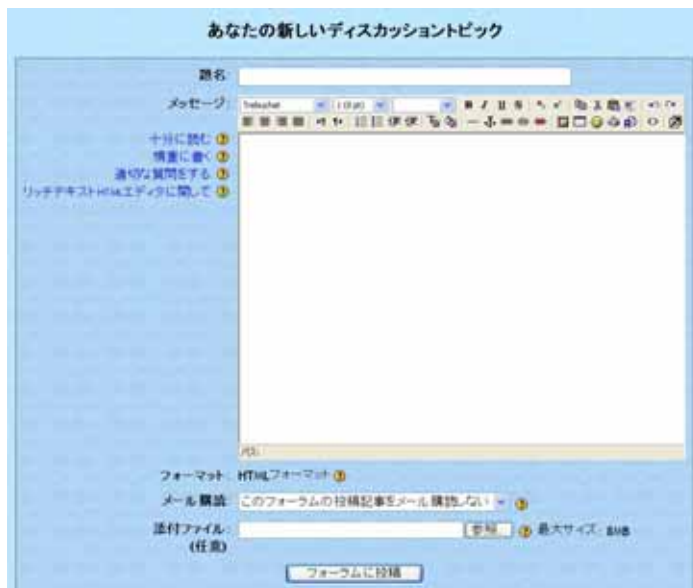 あなたの新しいディスカッショントピック
題名:
メッセージ: Trebuchet 1 (8 pt)
十分に読む
慎重に書く
適切な質問をする
リッチテキストHTMLエディタに関して
パス:
フォーマット: HTMLフォーマット
メール購読: このフォーラムの投稿記事をメール購読しない
添付ファイル: 参照... 最大サイズ:
(任意)
フォーラムに投稿